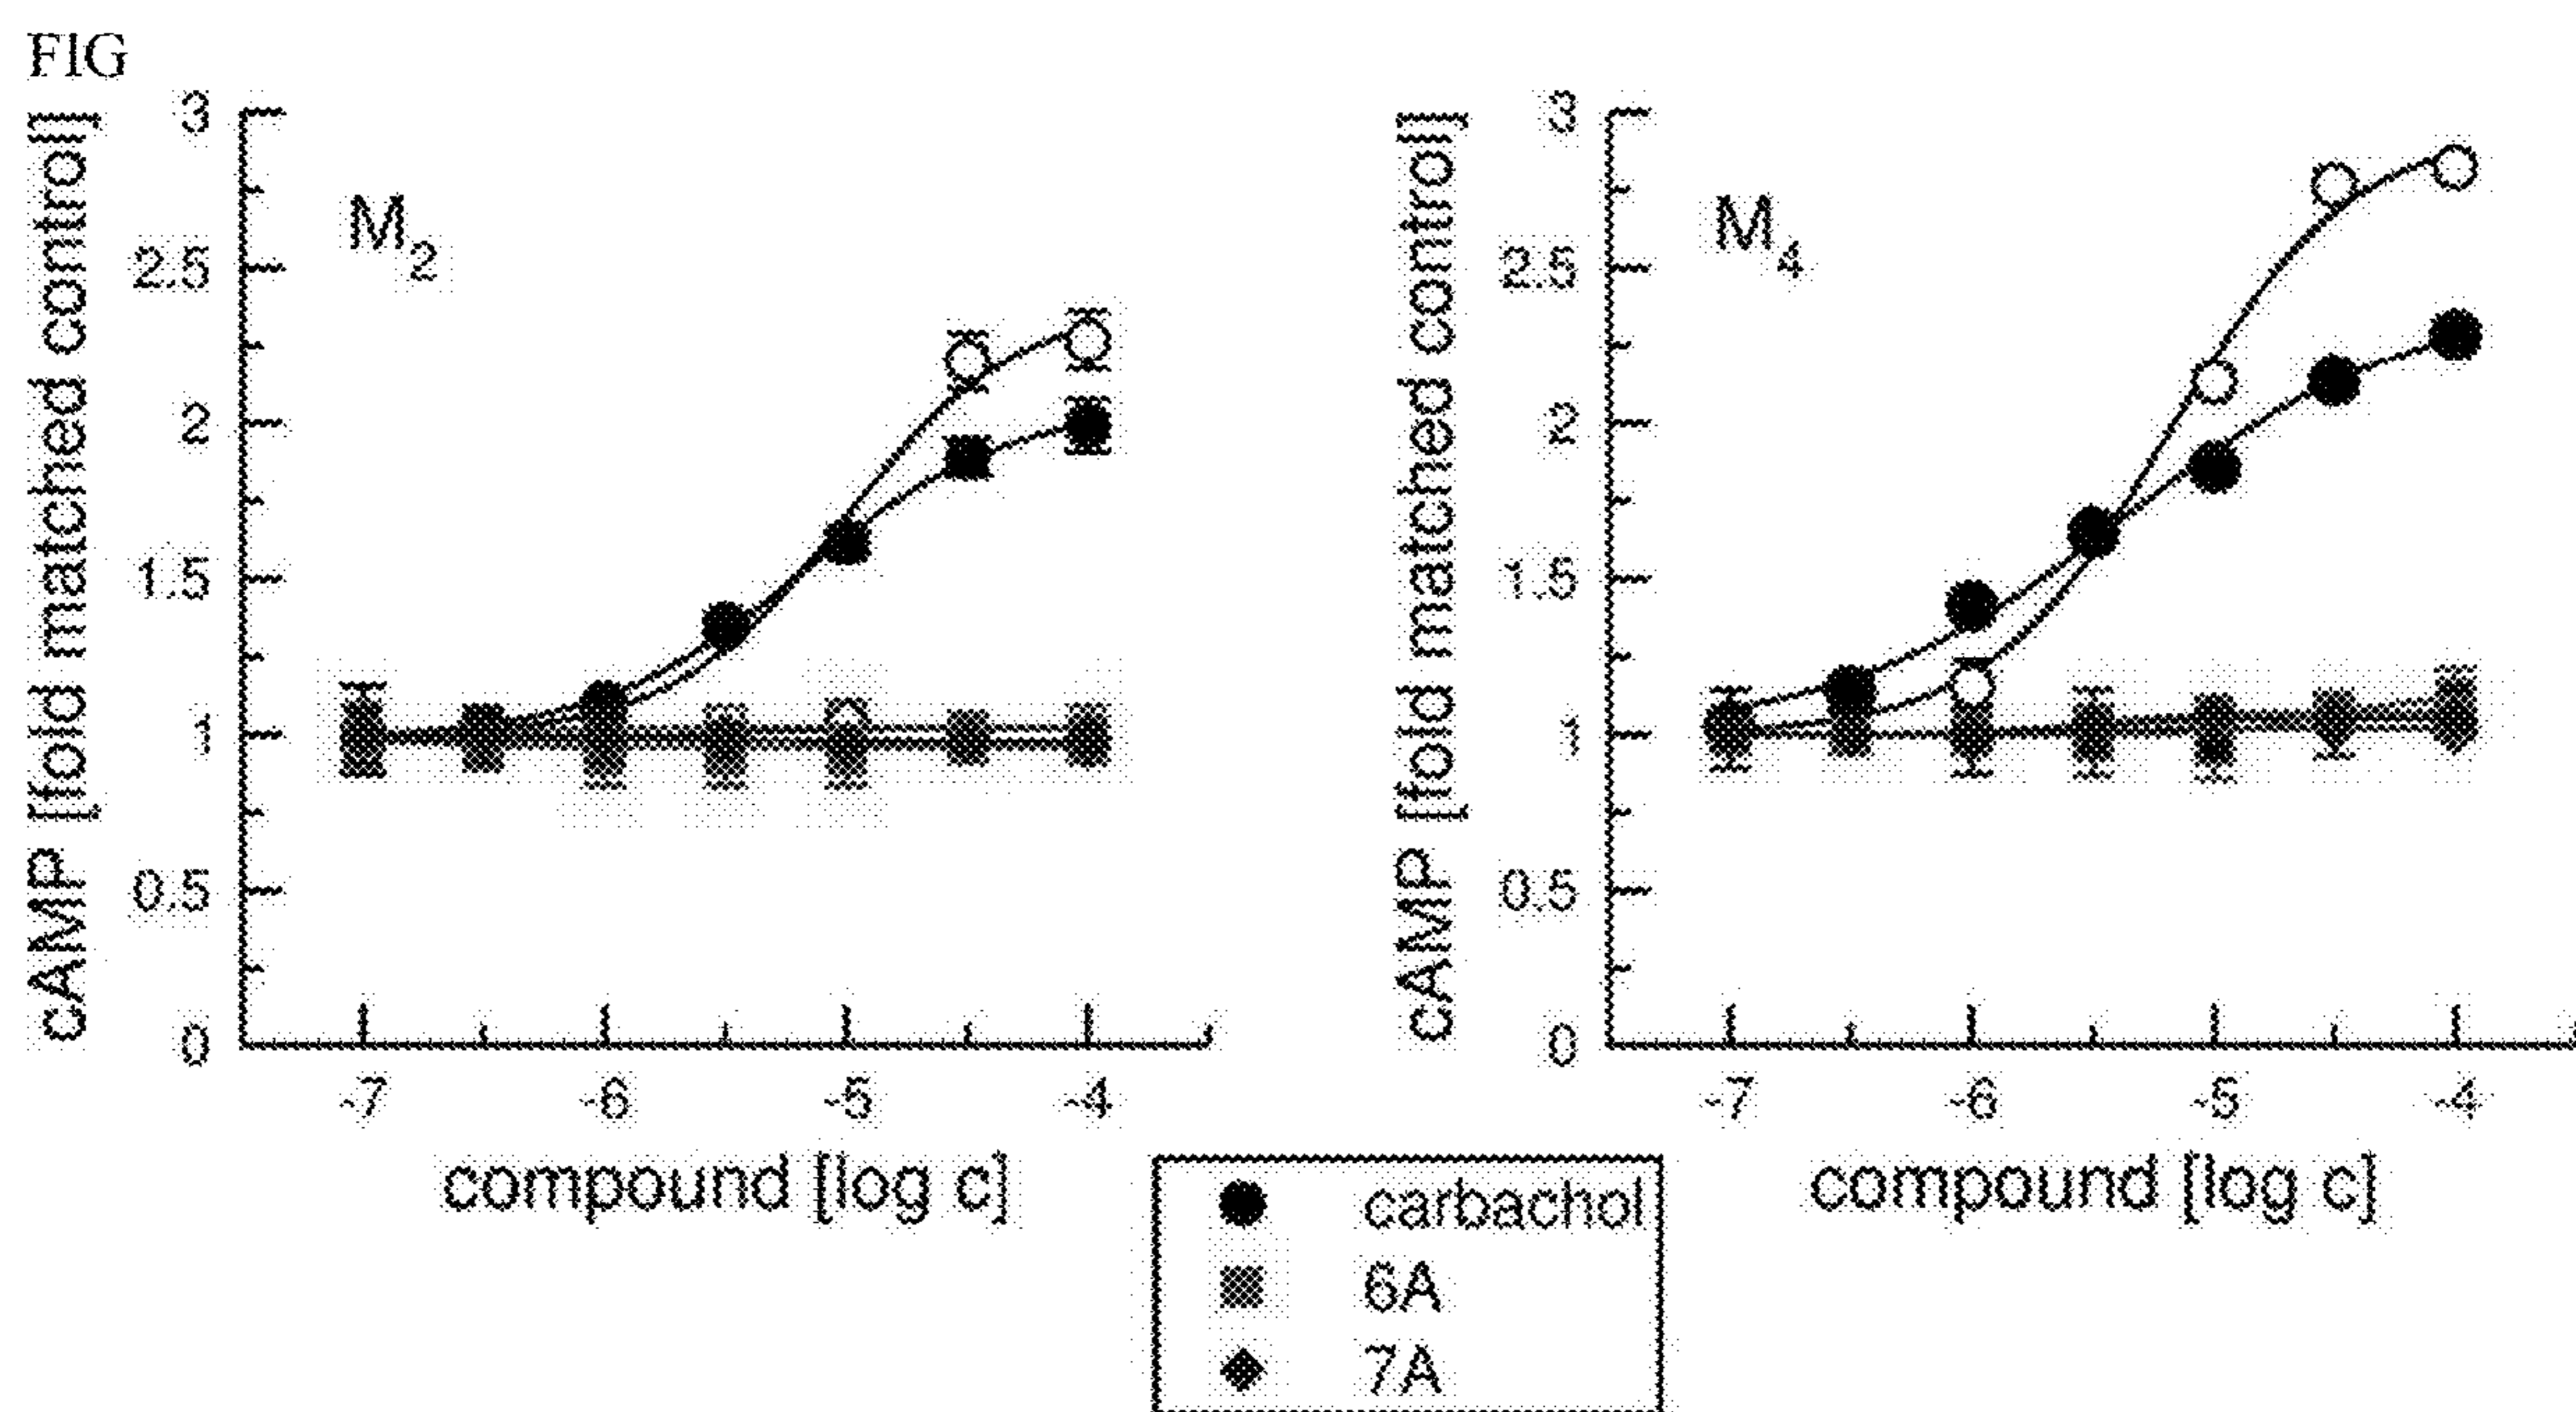 FIG
cAMP [fold matched control]
3
2.5
2
1.5
1
0.5
0
M2
-7 -6 -5 -4
compound [log c]
cAMP [fold matched control]
3
2.5
2
1.5
1
0.5
0
M4
-7 -6 -5 -4
compound [log c]
carbachol
6A
7A